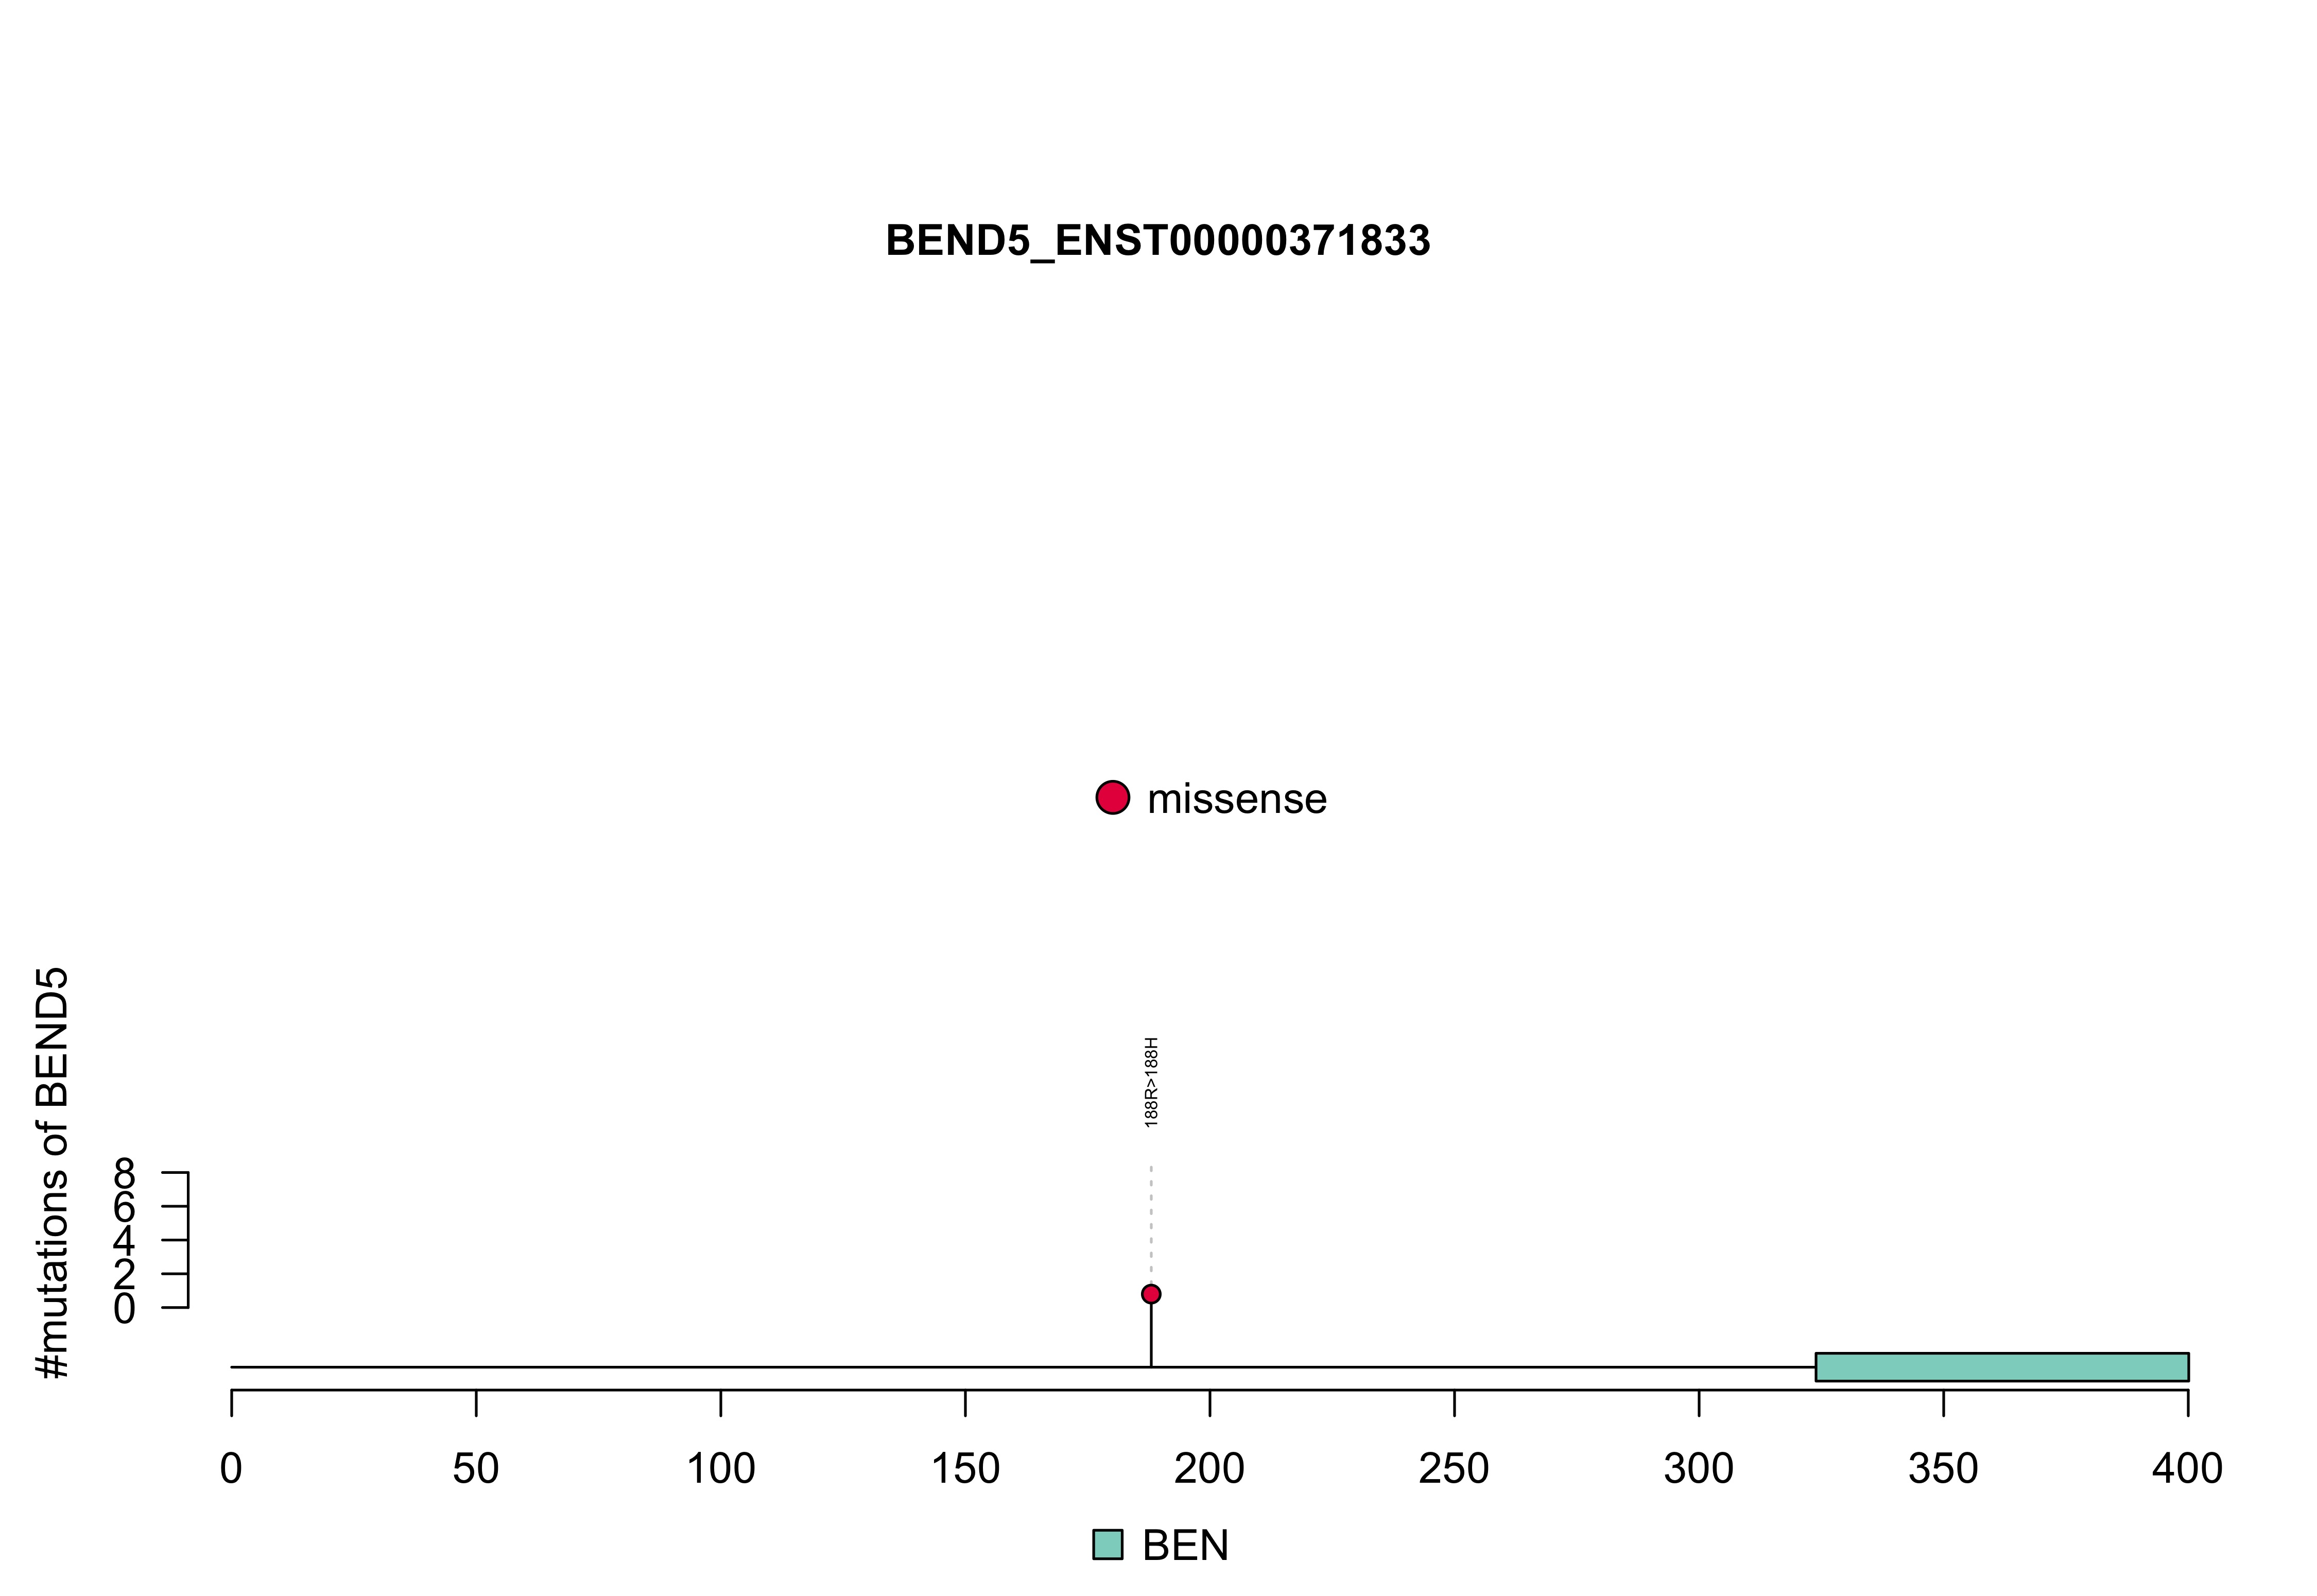 BEND5_ENST00000371833
missense
#mutations of BEND5
188R>188H
8
6
4
2
0
0 50 100 150 200 250 300 350 400
BEN